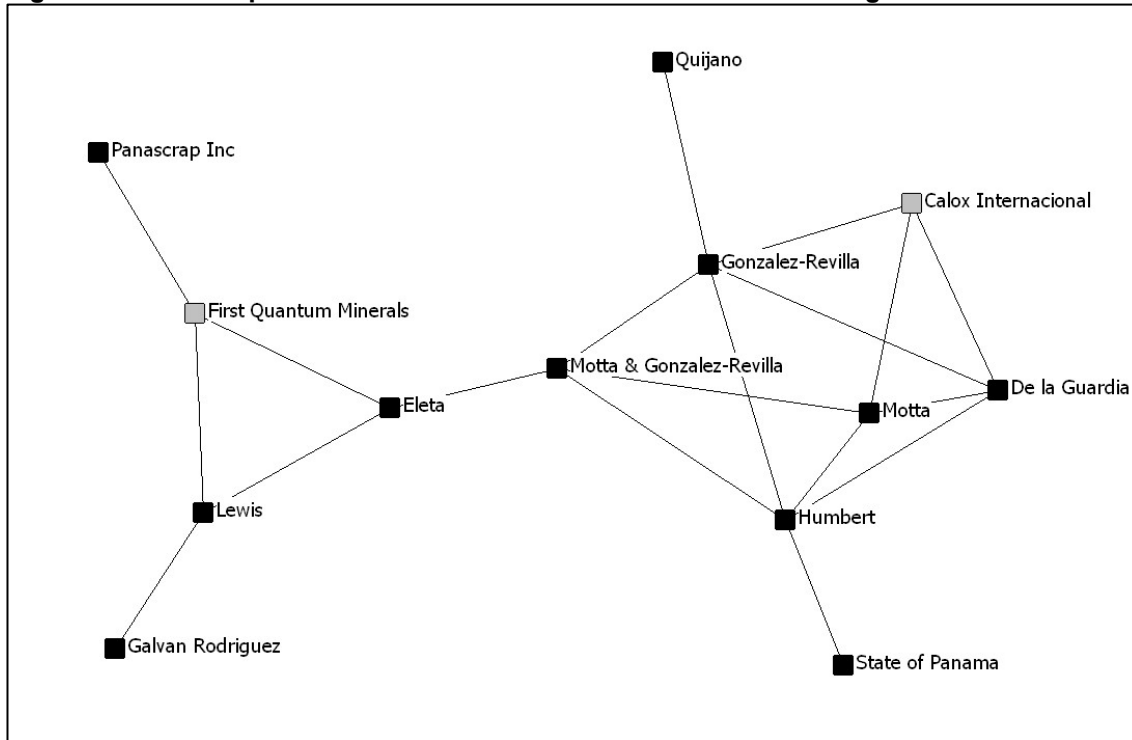 Quijano
Panascrap Inc
Calox Internacional
Gonzalez-Revilla
First Quantum Minerals
Motta & Gonzalez-Revilla
De la Guardia
Eleta
Motta
Lewis
Humbert
Galvan Rodriguez
State of Panama